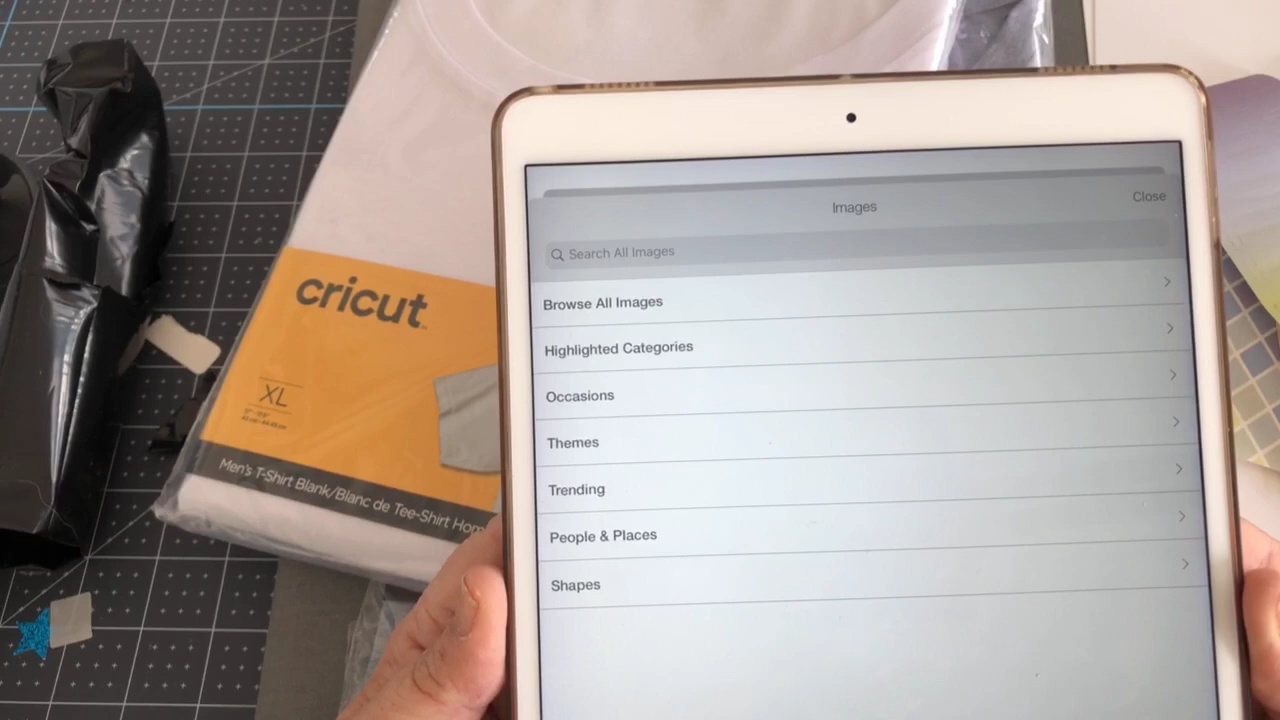 cricut
XL
Men's T-Shirt Blank/Blanc de Tee-Shirt Hom
Images
Close
Search All Images
Browse All Images
Highlighted Categories
Occasions
Themes
Trending
People & Places
Shapes